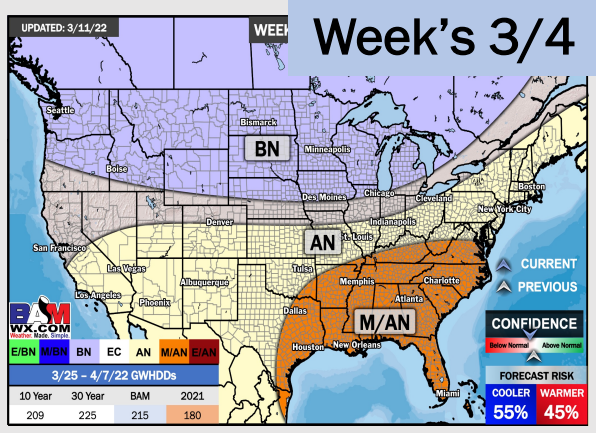 UPDATED: 3/11/22
WEEK
Week's 3/4
Seattle
Bismarck
BN
Minneapolis
Boise
Des Moines
Chicago
Cleveland
Boston
New York City
Denver
Indianapolis
AN
St. Louis
San Francisco
Las Vegas
Tulsa
CURRENT
Albuquerque
Memphis
Charlotte
PREVIOUS
Los Angeles
Phoenix
Atlanta
Dallas
BAM
WX.COM
Weather. Made. Simple.
M/AN
CONFIDENCE
Houston
New Orleans
Below Normal
Above Normal
E/BN M/BN BN EC AN M/AN E/AN
3/25 – 4/7/22 GWHDDs
FORECAST RISK
10 Year 30 Year BAM 2021
COOLER WARMER
Miami
209 225 215 180
55% 45%